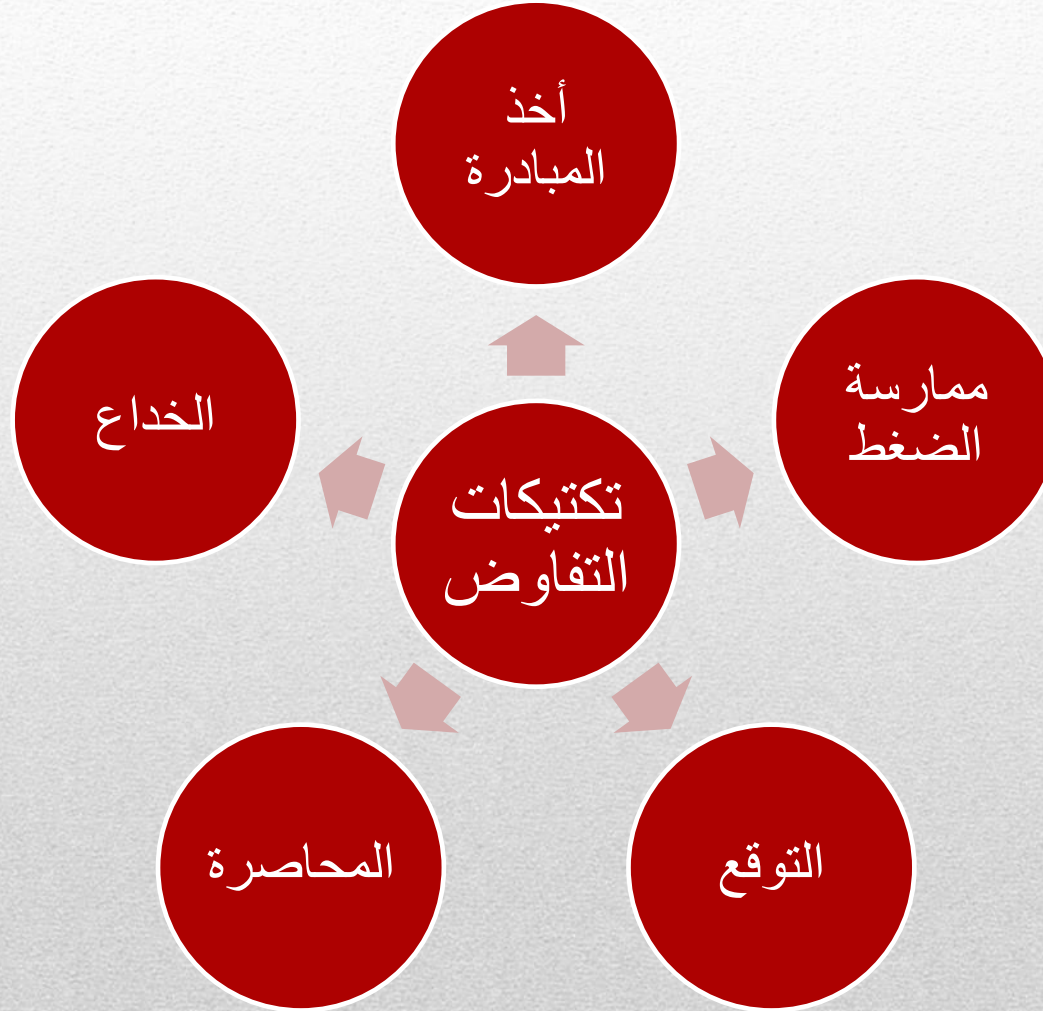 أخذ
المبادرة
ممارسة
الضغط
الخداع
تكتيكات
التفاوض
التوقع
المحاصرة